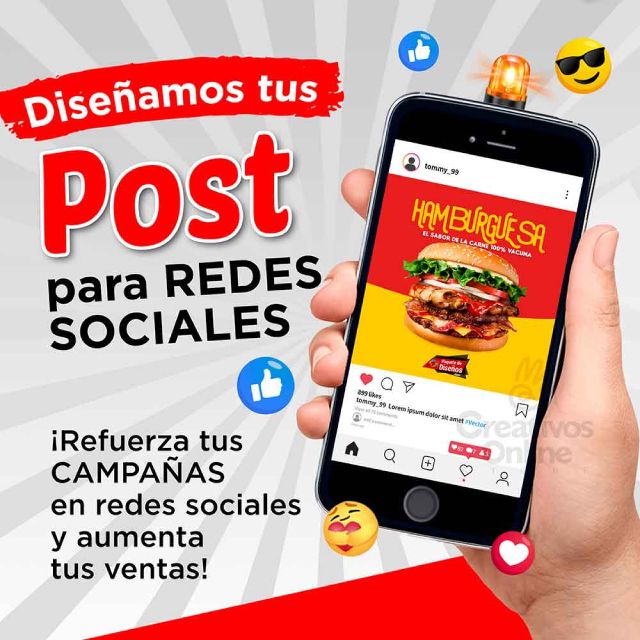 Diseñamos tus
Post
para REDES
SOCIALES
¡Refuerza tus
CAMPAÑAS
en redes sociales
y aumenta
tus ventas!
tommy_99
HAMBURGUESA
EL SABOR DE LA CARNE 100% VACUNA
Diseños
899 likes
tommy_99 Lorem ipsum dolor sit amet #Vector
Creativos
Online